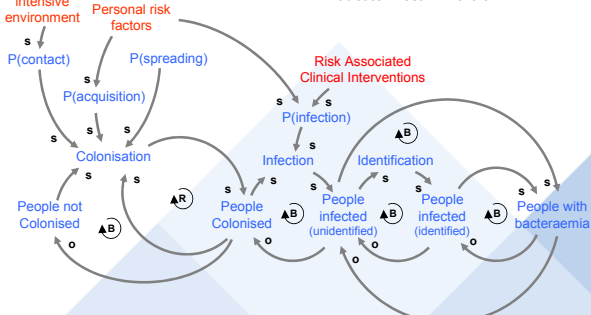 intensive
environment
Personal risk
factors
s
P(contact)
P(spreading)
s
P(acquisition)
Risk Associated
Clinical Interventions
s
s
P(infection)
s
s
s
s
B
Colonisation
Infection
Identification
s
s
R
s
s
s
s
s
s
s
s
People not
Colonised
B
People
Colonised
B
People
infected
(unidentified)
B
People
infected
(identified)
B
People with
bacteraemia
o
o
o
o
o